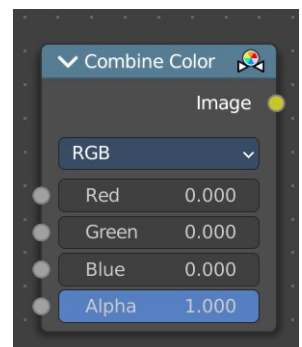 Combine Color
Image
RGB
Red 0.000
Green 0.000
Blue 0.000
Alpha 1.000